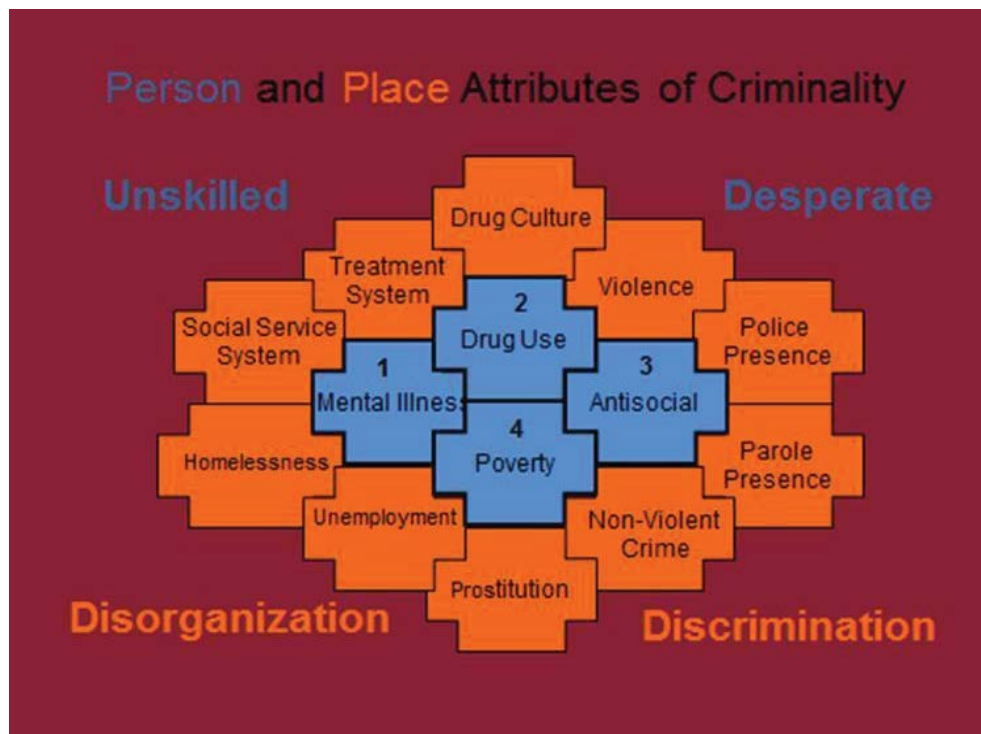 Person and Place Attributes of Criminality
Unskilled
Desperate
Drug Culture
Treatment
System
Violence
Social Service
System
2
Drug Use
Police
Presence
1
Mental Illness
3
Antisocial
4
Poverty
Homelessness
Parole
Presence
Unemployment
Non-Violent
Crime
Prostitution
Disorganization
Discrimination